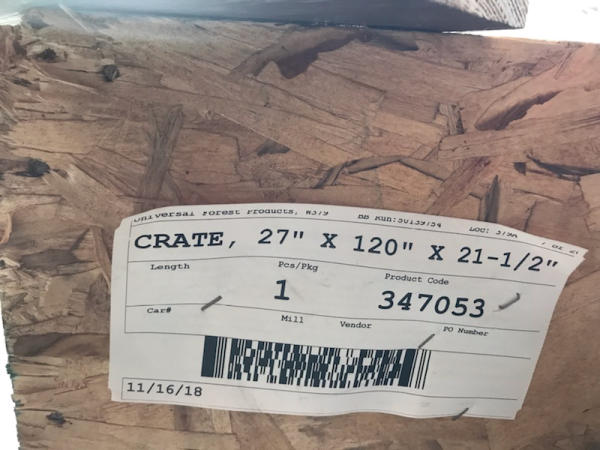 Universal Forest Products, #379
CRATE, 27" X 120" X 21-1/2"
Length Pcs/Pkg Product Code
1 347053
Car# Mill Vendor PO Number
11/16/18